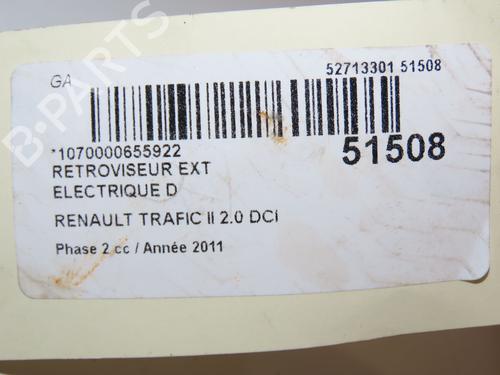 GA
52713301 51508
*1070000655922
51508
RETROVISEUR EXT
ELECTRIQUE D
RENAULT TRAFIC II 2.0 DCI
Phase 2 cc / Année 2011
B-PARTS